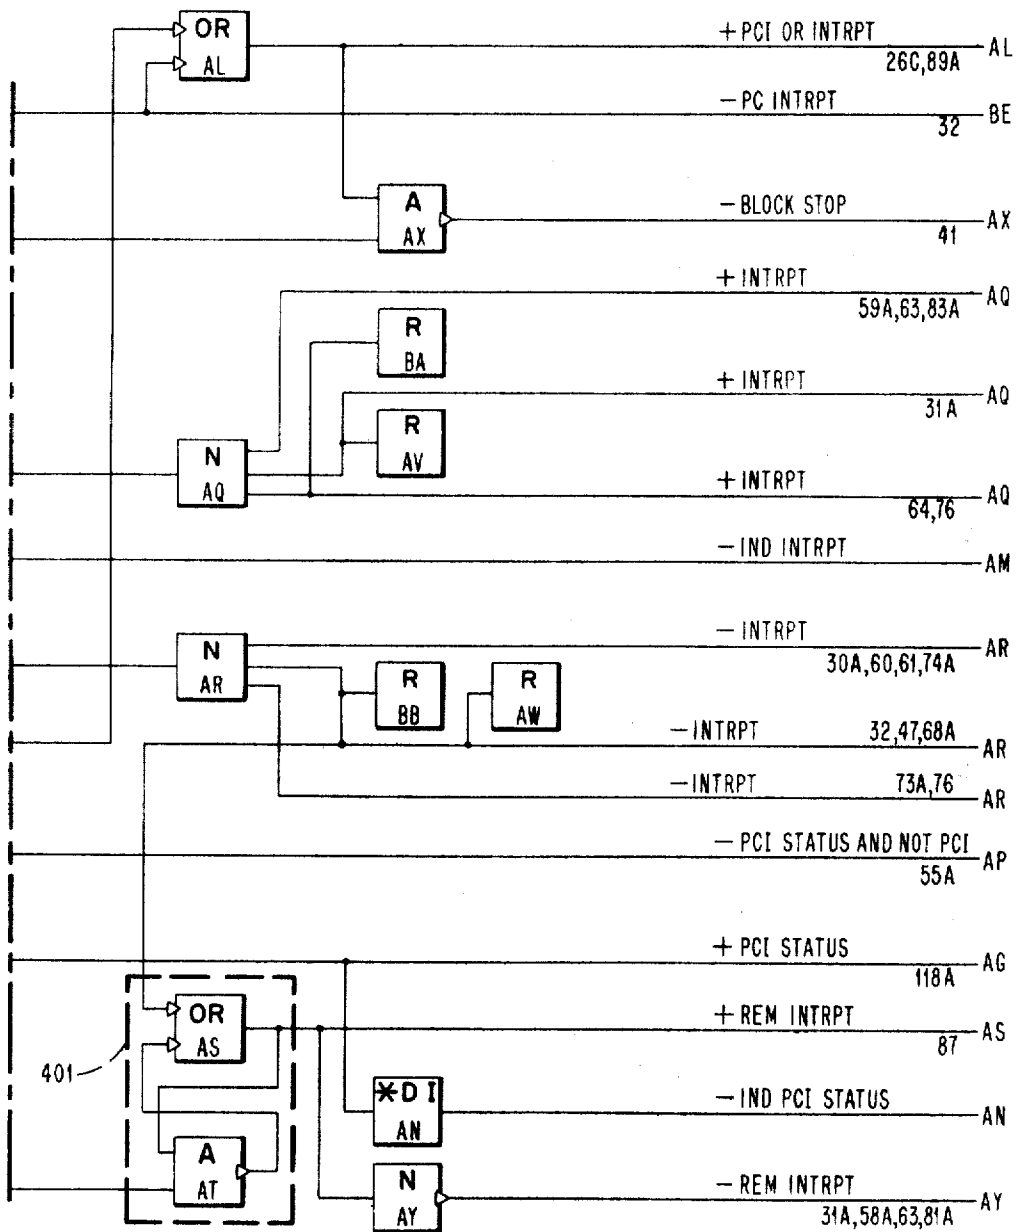 OR
AL
+ PCI OR INTRPT
26C,89A
AL
- PC INTRPT
32
BE
A
AX
- BLOCK STOP
41
AX
+ INTRPT
59A,63,83A
AQ
R
BA
+ INTRPT
31A
AQ
R
AV
N
AQ
+ INTRPT
64,76
AQ
- IND INTRPT
AM
N
AR
- INTRPT
30A,60,61,74A
AR
R
BB
R
AW
- INTRPT 32,47,68A
AR
- INTRPT 73A,76
AR
- PCI STATUS AND NOT PCI
55A
AP
+ PCI STATUS
118A
AG
OR
AS
+ REM INTRPT
87
AS
401
*D I
AN
- IND PCI STATUS
AN
A
AT
N
AY
- REM INTRPT
31A,58A,63,81A
AY